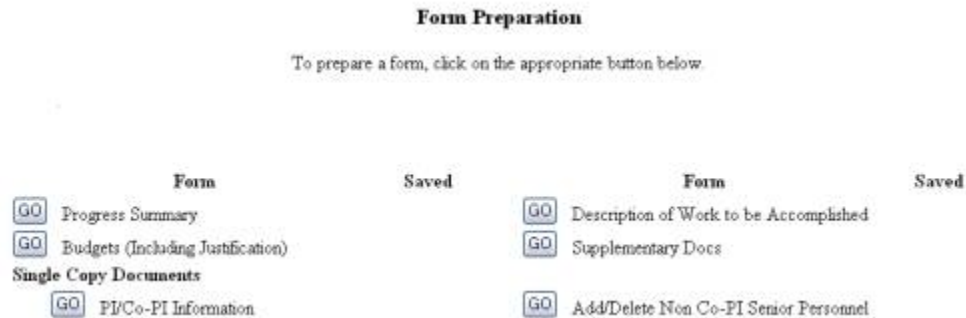 Form Preparation
To prepare a form, click on the appropriate button below.
Form Saved Form Saved
GO Progress Summary GO Description of Work to be Accomplished
GO Budgets (Including Justification) GO Supplementary Docs
Single Copy Documents
GO PI/Co-PI Information GO Add/Delete Non Co-PI Senior Personnel